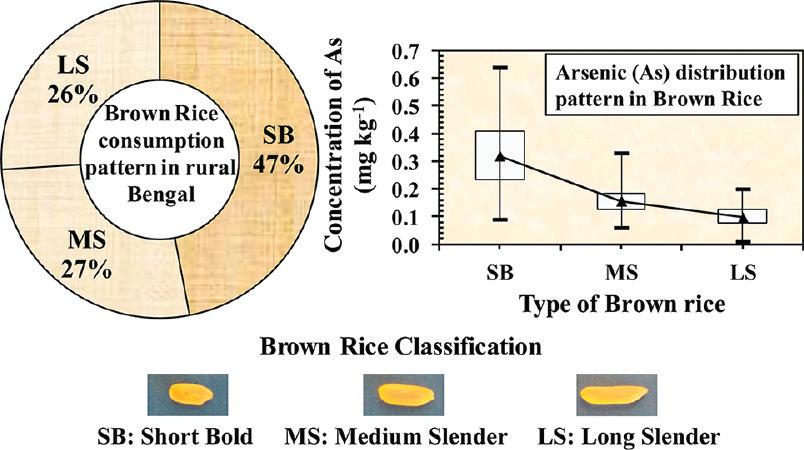 LS
26%
Brown Rice
consumption
pattern in rural
Bengal
SB
47%
MS
27%
Concentration of As
(mg kg-1)
0.7
0.6
0.5
0.4
0.3
0.2
0.1
0.0
Arsenic (As) distribution
pattern in Brown Rice
SB MS LS
Type of Brown rice
Brown Rice Classification
SB: Short Bold MS: Medium Slender LS: Long Slender